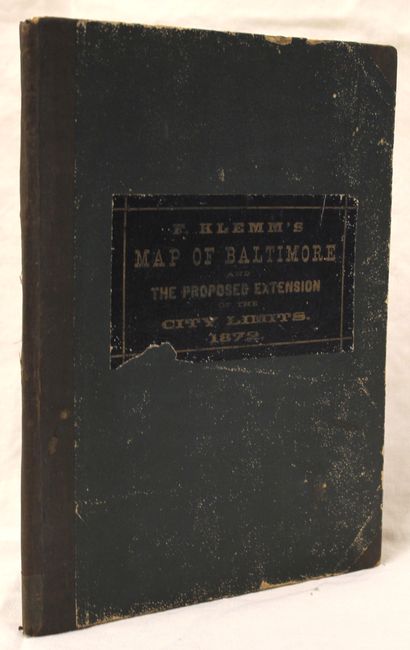 F. KLEMM'S
MAP OF BALTIMORE
AND
THE PROPOSED EXTENSION
OF THE
CITY LIMITS.
1872.